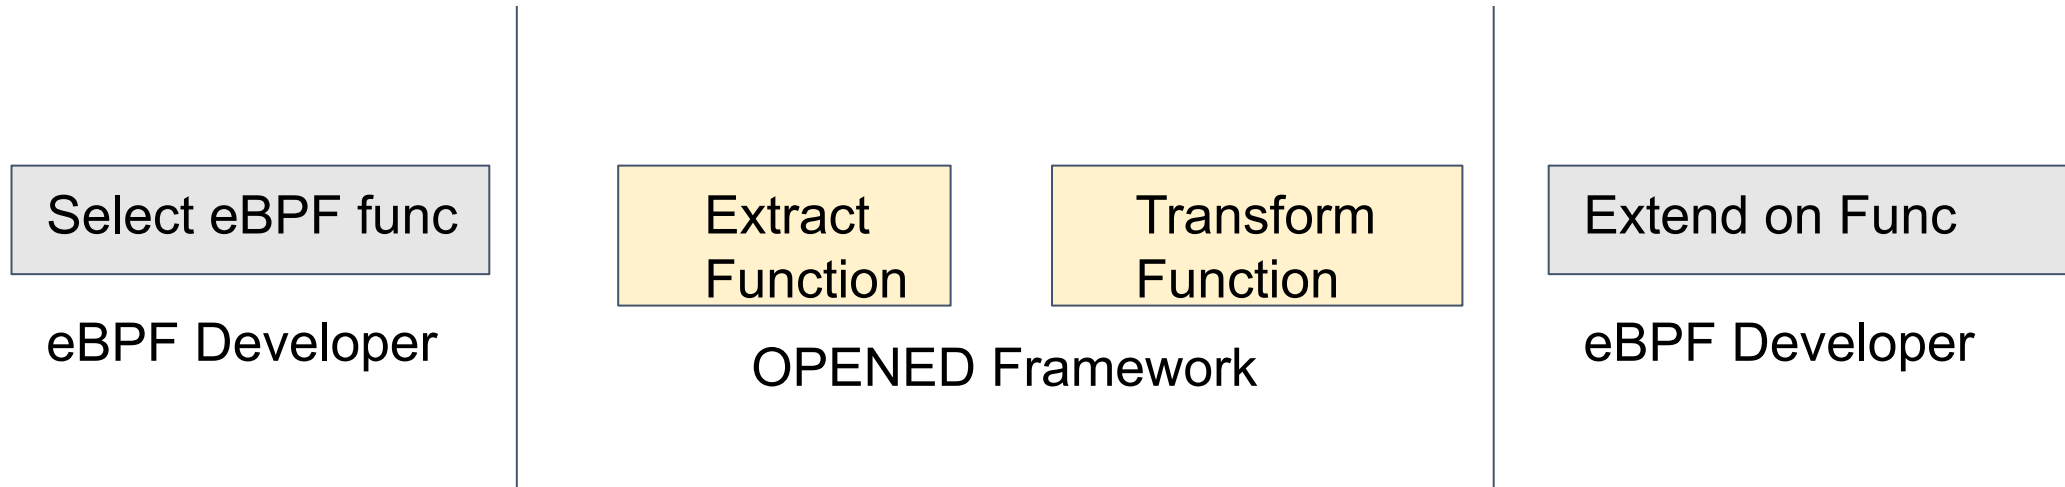 Select eBPF func
eBPF Developer
Extract
Function
Transform
Function
OPENED Framework
Extend on Func
eBPF Developer